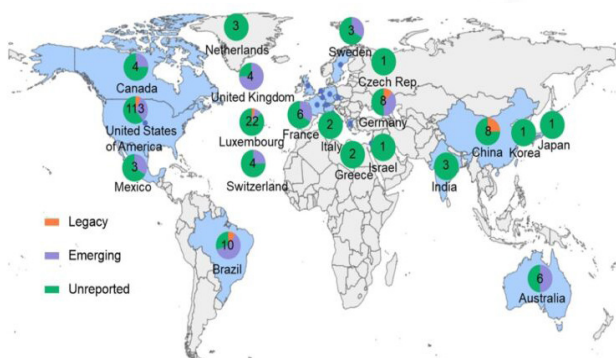 3
Netherlands
3
Sweden
1
Czech Rep.
4
Canada
4
United Kingdom
8
Germany
113
United States
of America
6
France
2
Italy
22
Luxembourg
8
China
1
Korea
1
Japan
2
Greece
1
Israel
3
Mexico
4
Switzerland
3
India
Legacy
Emerging
Unreported
10
Brazil
6
Australia